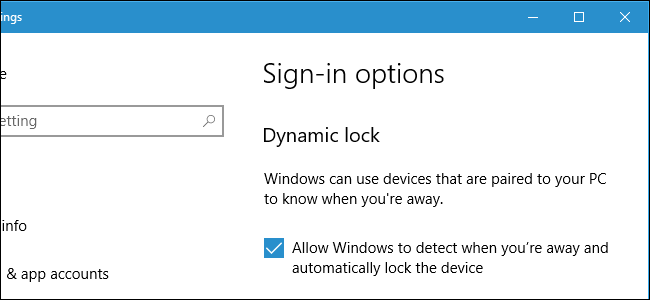 ings
Sign-in options
e
etting
Dynamic lock
Windows can use devices that are paired to your PC
to know when you're away.
info
Allow Windows to detect when you're away and
automatically lock the device
& app accounts